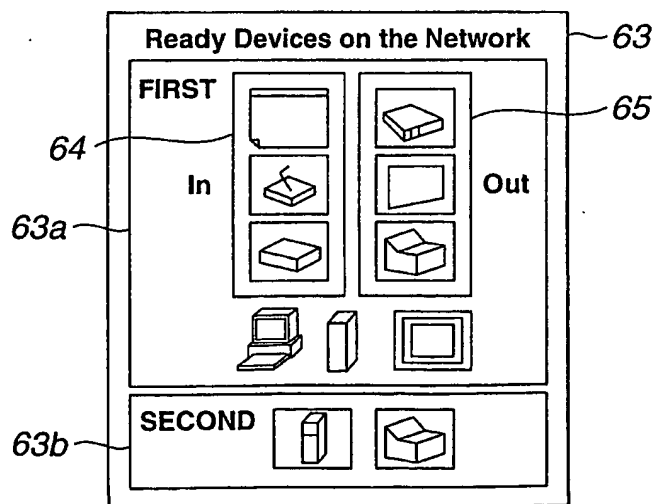 Ready Devices on the Network
63
FIRST
65
64
In
Out
63a
SECOND
63b